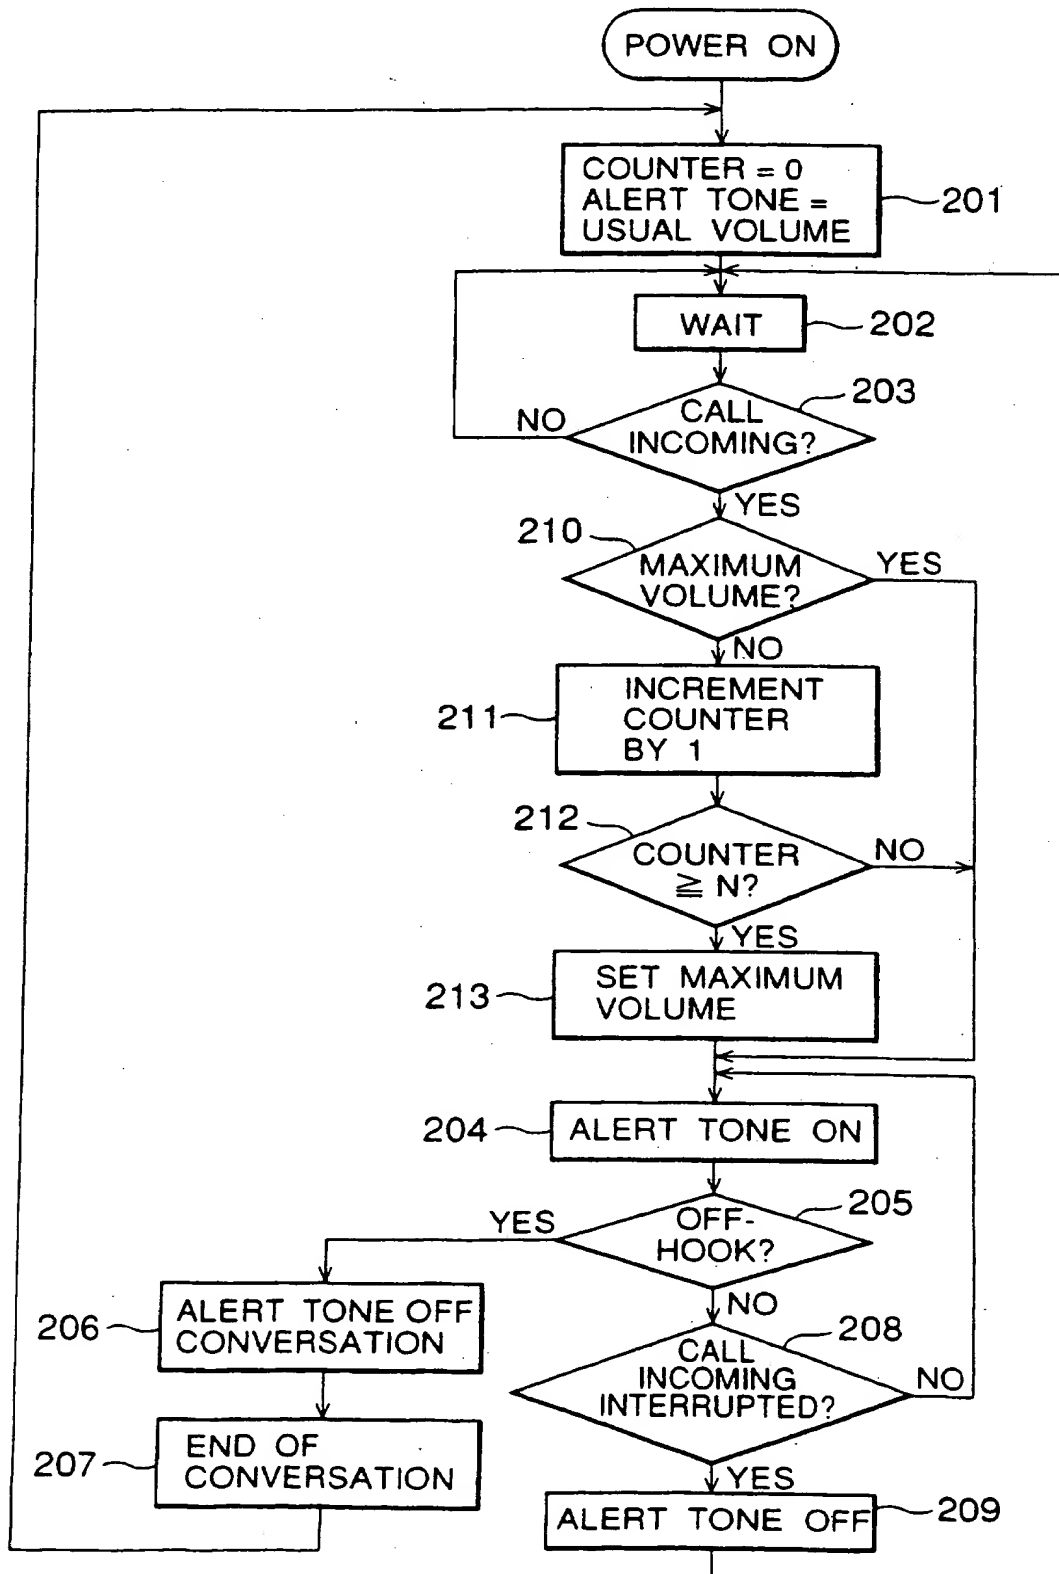 POWER ON
COUNTER = 0
ALERT TONE =
USUAL VOLUME
201
WAIT
202
203
CALL
INCOMING?
NO
YES
210
MAXIMUM
VOLUME?
YES
NO
211
INCREMENT
COUNTER
BY 1
212
COUNTER
≧ N?
NO
YES
213
SET MAXIMUM
VOLUME
204
ALERT TONE ON
205
OFF-
HOOK?
YES
NO
206
ALERT TONE OFF
CONVERSATION
208
CALL
INCOMING
INTERRUPTED?
NO
207
END OF
CONVERSATION
YES
209
ALERT TONE OFF